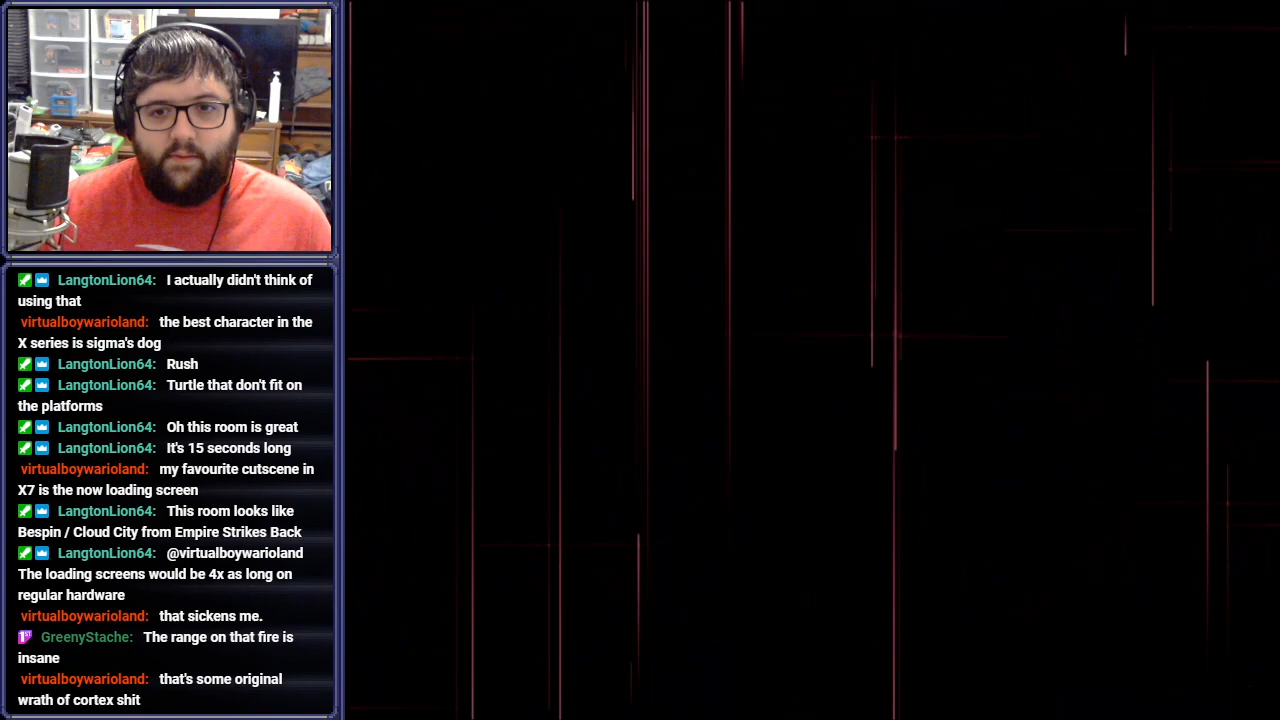 LangtonLion64: I actually didn't think of
using that
virtualboywarioland: the best character in the
X series is sigma's dog
LangtonLion64: Rush
LangtonLion64: Turtle that don't fit on
the platforms
LangtonLion64: Oh this room is great
LangtonLion64: It's 15 seconds long
virtualboywarioland: my favourite cutscene in
X7 is the now loading screen
LangtonLion64: This room looks like
Bespin / Cloud City from Empire Strikes Back
LangtonLion64: @virtualboywarioland
The loading screens would be 4x as long on
regular hardware
virtualboywarioland: that sickens me.
1ST GreenyStache: The range on that fire is
insane
virtualboywarioland: that's some original
wrath of cortex shit